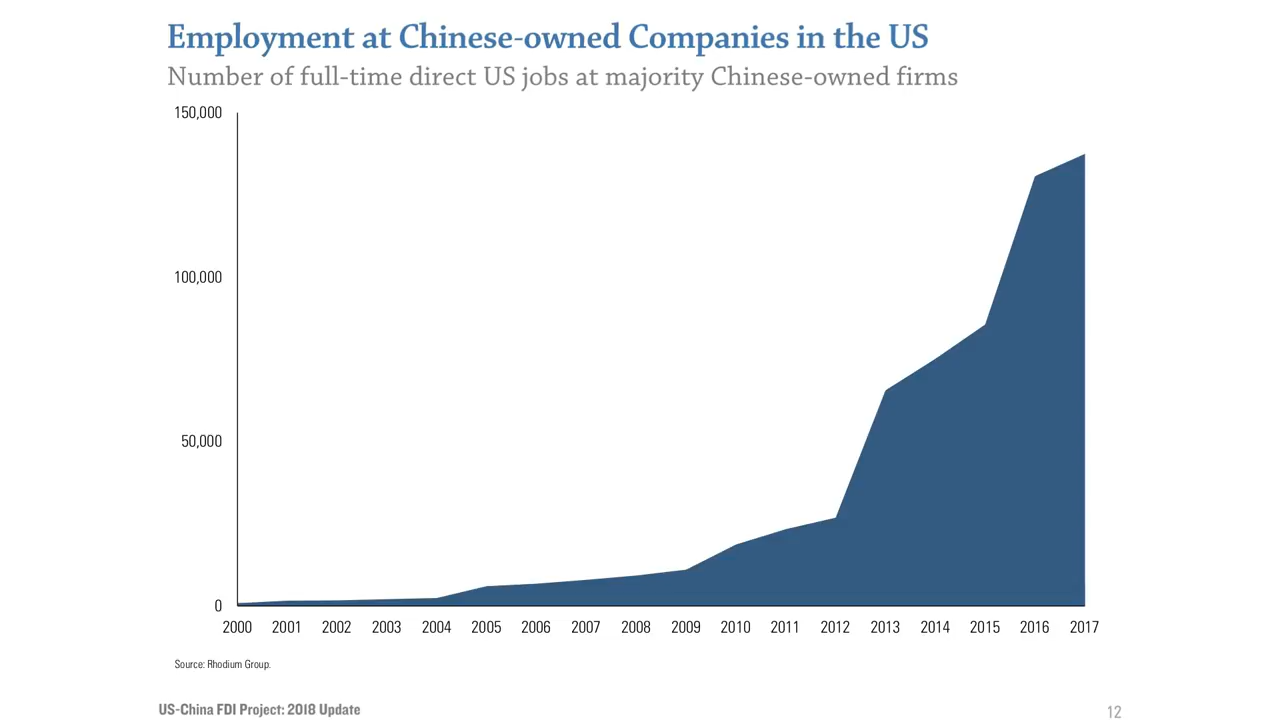 Employment at Chinese-owned Companies in the US
Number of full-time direct US jobs at majority Chinese-owned firms
150,000
100,000
50,000
0
2000 2001 2002 2003 2004 2005 2006 2007 2008 2009 2010 2011 2012 2013 2014 2015 2016 2017
Source: Rhodium Group.
US-China FDI Project: 2018 Update
12